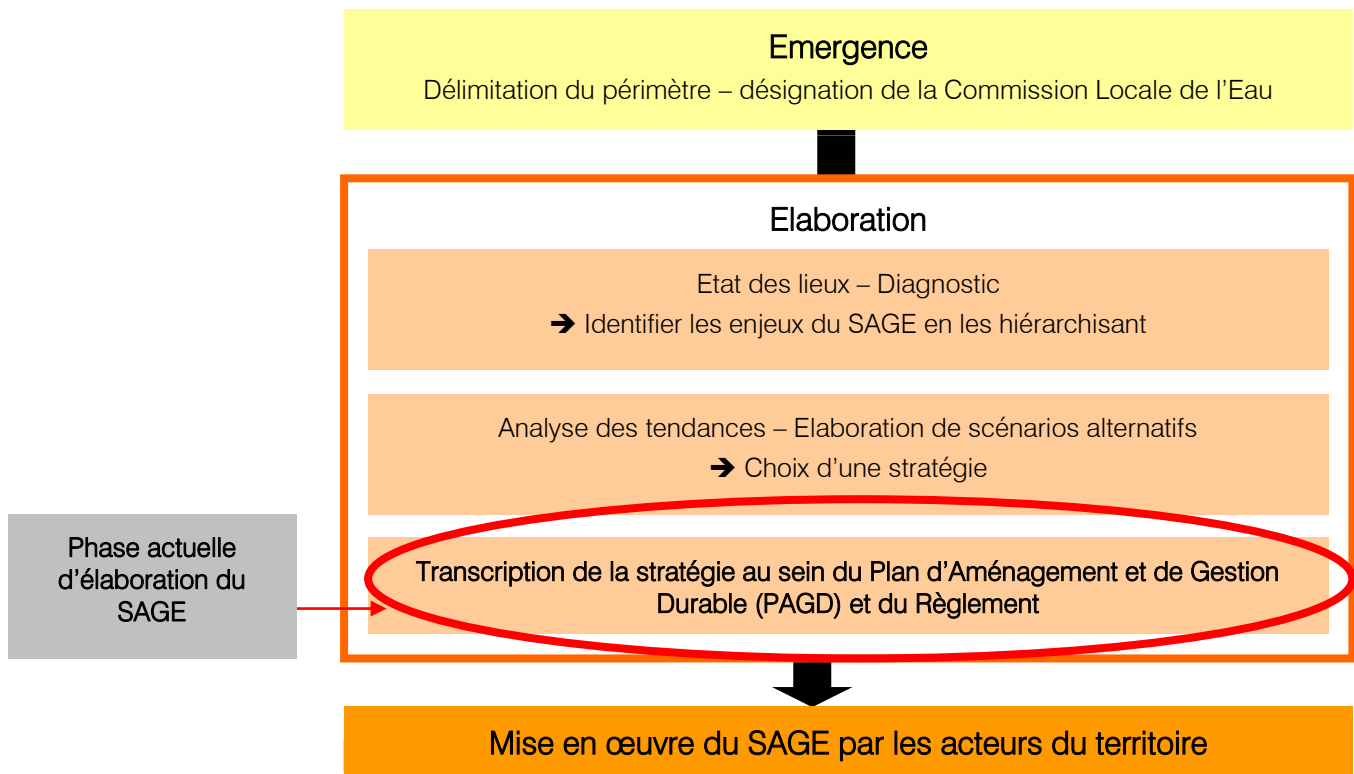 Emergence
Délimitation du périmètre – désignation de la Commission Locale de l’Eau
Elaboration
Etat des lieux – Diagnostic
➔ Identifier les enjeux du SAGE en les hiérarchisant
Analyse des tendances – Elaboration de scénarios alternatifs
➔ Choix d’une stratégie
Phase actuelle
d’élaboration du
SAGE
Transcription de la stratégie au sein du Plan d’Aménagement et de Gestion
Durable (PAGD) et du Règlement
Mise en œuvre du SAGE par les acteurs du territoire